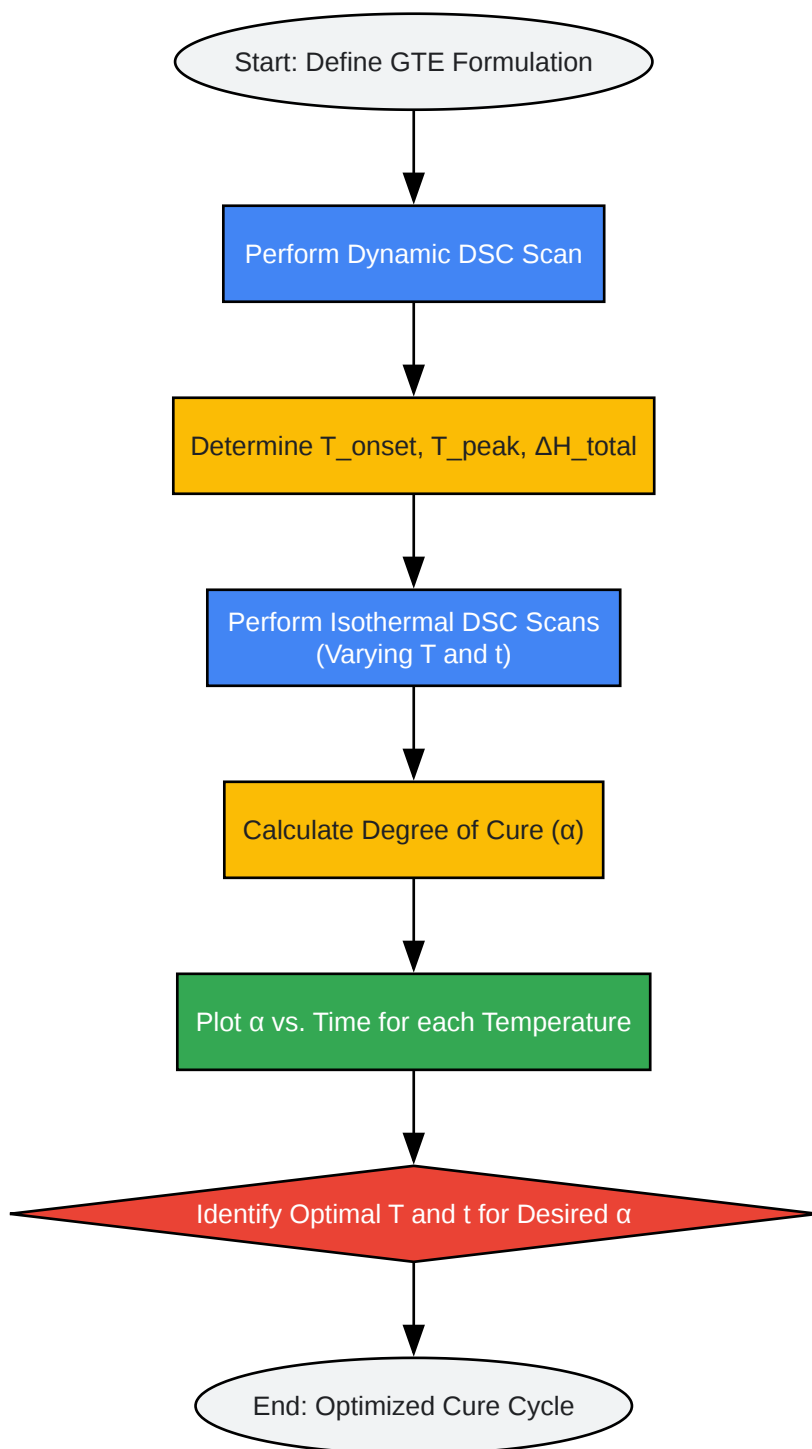 Start: Define GTE Formulation
Perform Dynamic DSC Scan
Determine T_onset, T_peak, ΔH_total
Perform Isothermal DSC Scans
(Varying T and t)
Calculate Degree of Cure (α)
Plot α vs. Time for each Temperature
Identify Optimal T and t for Desired α
End: Optimized Cure Cycle